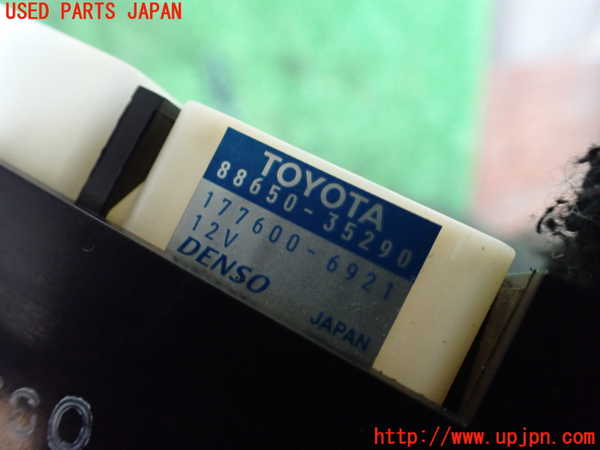 USED PARTS JAPAN
TOYOTA
88650-35290
177600-6921
12V
DENSO
JAPAN
http://www.upjpn.com